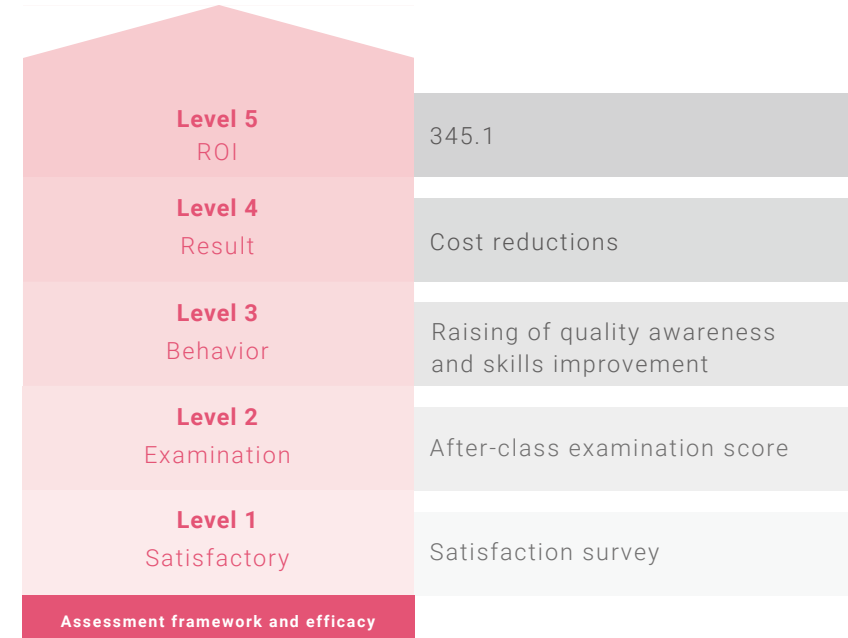 Level 5
ROI
345.1
Level 4
Result
Cost reductions
Level 3
Behavior
Raising of quality awareness
and skills improvement
Level 2
Examination
After-class examination score
Level 1
Satisfactory
Satisfaction survey
Assessment framework and efficacy